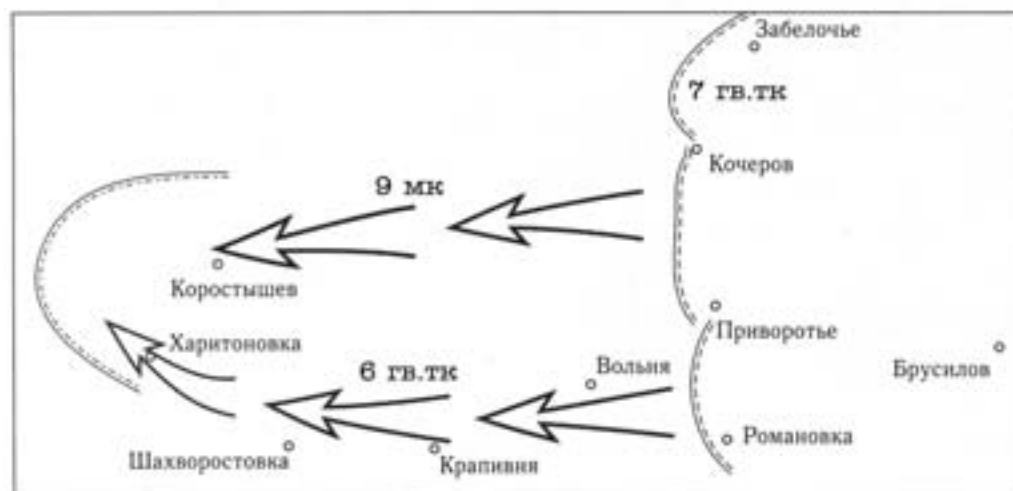 Забелочье
7 гв.тк
Кочеров
9 мк
Коростышев
Приворотье
Харитоновка
Вольня
Брусилов
6 гв.тк
Романовка
Шахворостовка
Крапивня